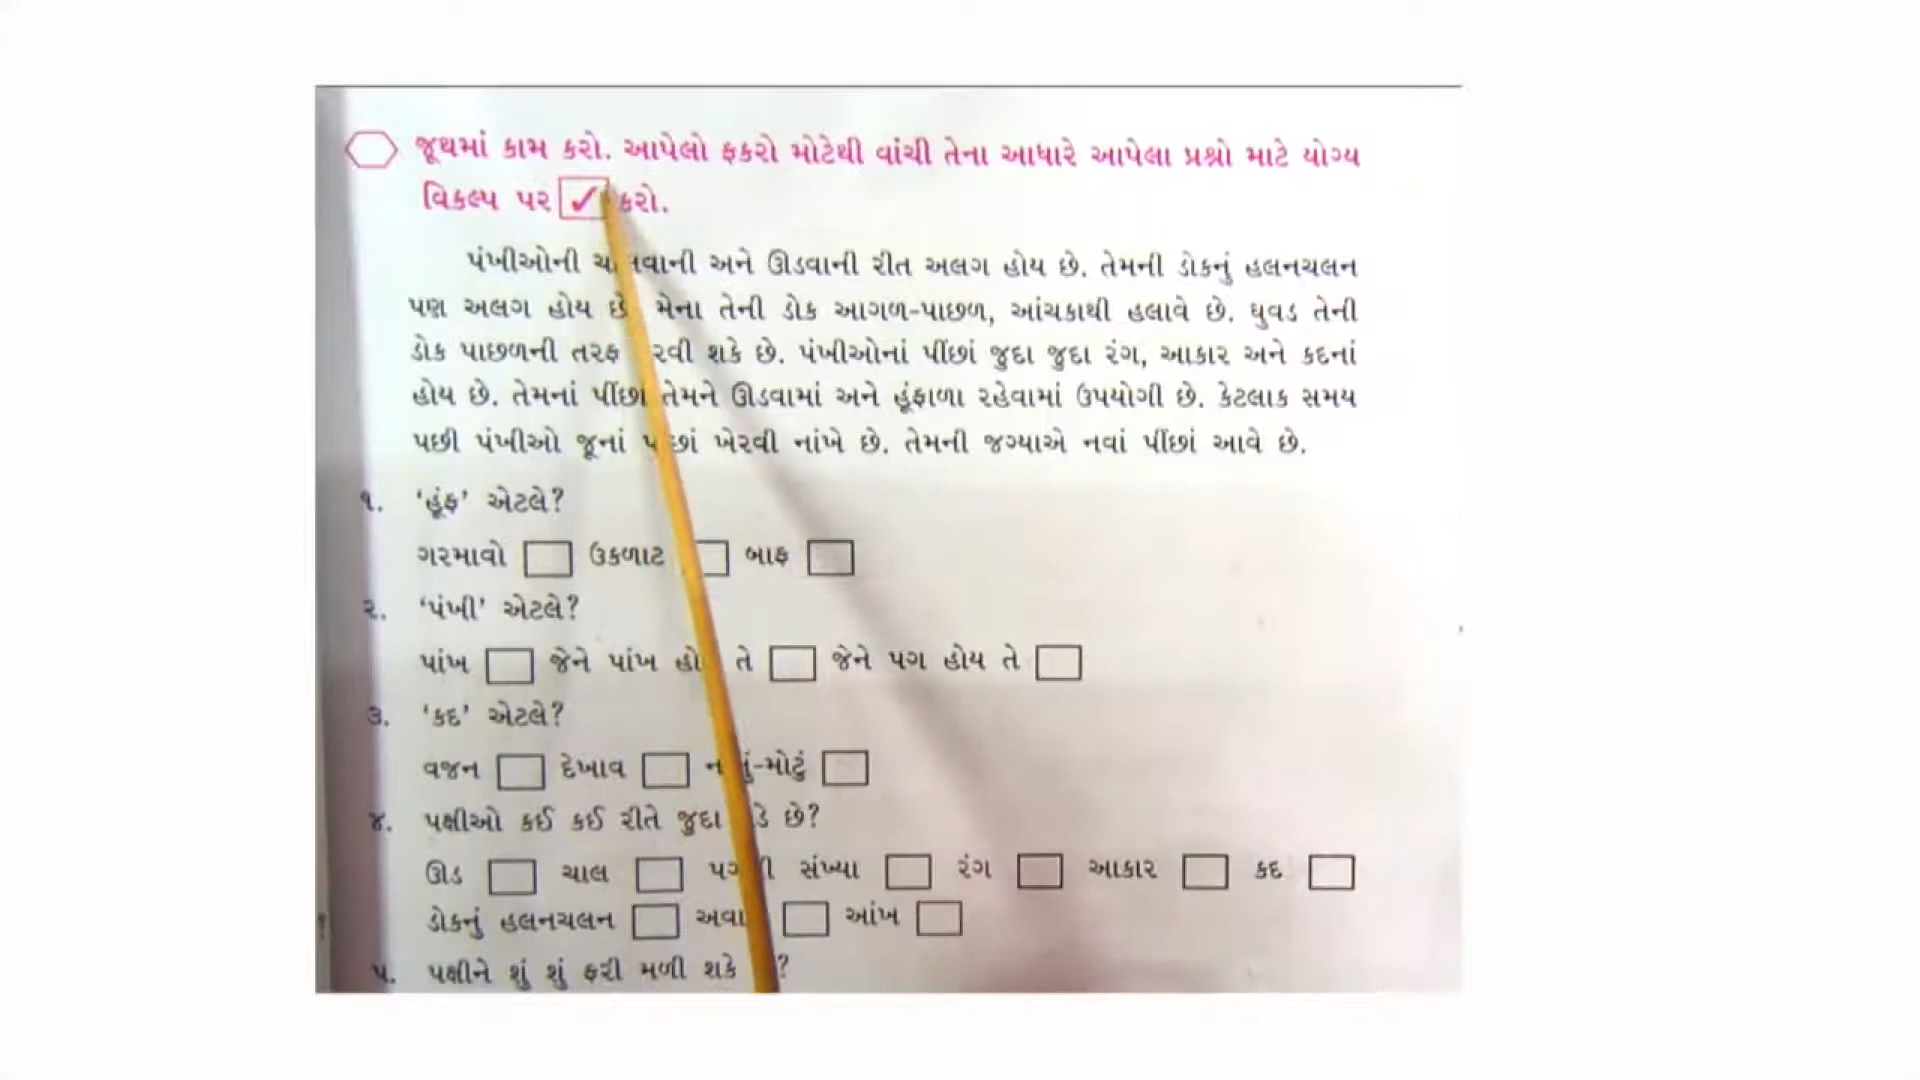 જૂથમાં કામ કરો. આપેલો ફકરો મોટેથી વાંચી તેના આધારે આપેલા પ્રશ્નો માટે યોગ્ય
વિકલ્પ પર ✓ કરો.
પંખીઓની અને ઊડવાની રીત અલગ હોય છે. તેમની ડોકનું હલનચલન
પણ અલગ હોય છે મેના તેની ડોક આગળ-પાછળ, આંચકાથી હલાવે છે. ઘુવડ તેની
ડોક પાછળની તરફ શકે છે. પંખીઓનાં પીંછાં જુદા જુદા રંગ, આકાર અને કદનાં
હોય છે. તેમનાં પીંછાં તેમને ઊડવામાં અને હૂંફાળા રહેવામાં ઉપયોગી છે. કેટલાક સમય
પછી પંખીઓ જૂનાં ખેરવી નાંખે છે. તેમની જગ્યાએ નવાં પીંછાં આવે છે.
૧. ‘હૂંફ’ એટલે?
ગરમાવો ઉકળાટ બાફ
૨. ‘પંખી’ એટલે?
પાંખ જેને પાંખ તે જેને પગ હોય તે
૩. ‘કદ’ એટલે?
વજન દેખાવ
૪. પક્ષીઓ કઈ કઈ રીતે જુદા છે?
ઊડ ચાલ સંખ્યા રંગ આકાર કદ
ડોકનું હલનચલન આંખ
૫. પક્ષીને શું શું ફરી મળી શકે ?